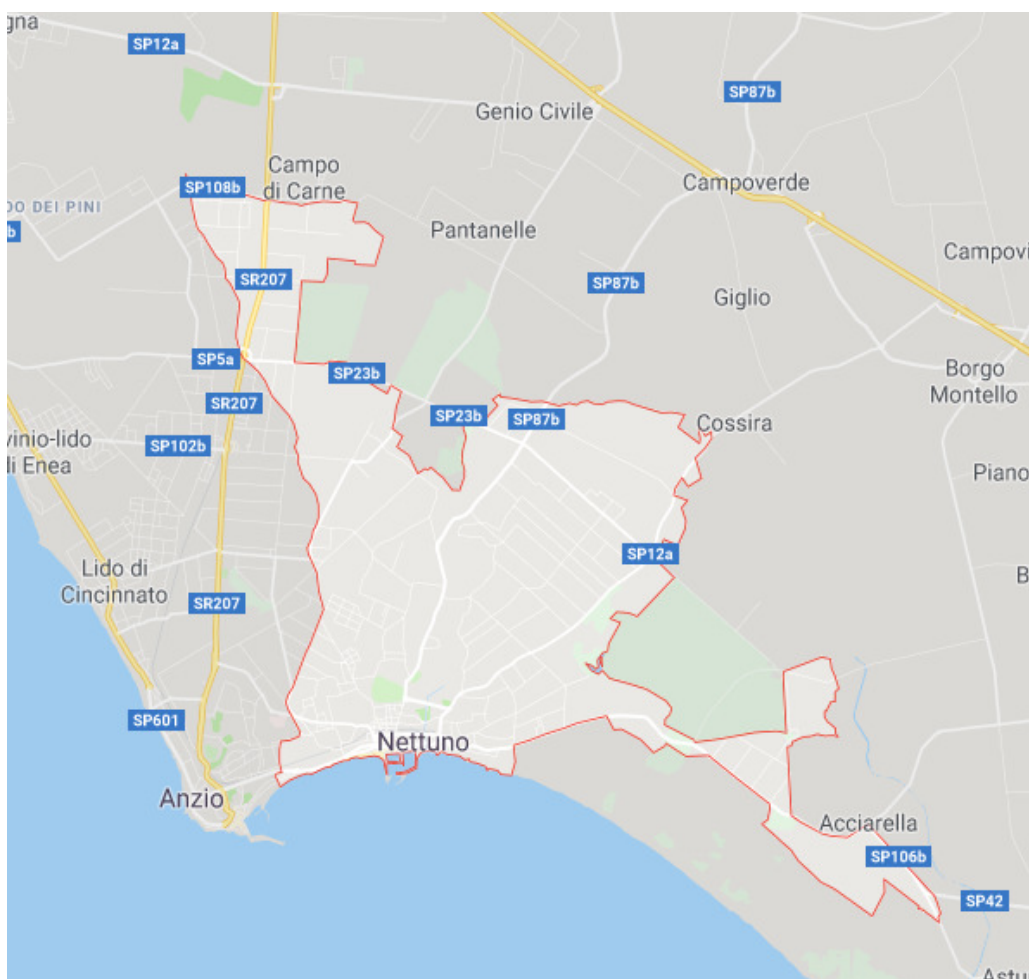 gna
SP12a
SP87b
Genio Civile
Campo
di Carne
SP108b
Campoverde
DO DEI PINI
b
Pantanelle
Campovi
SR207
SP87b
Giglio
SP5a
SP23b
Borgo
Montello
SR207
SP23b
SP87b
Cossira
vinio-lido
di Enea
SP102b
Piano
SP12a
Lido di
Cincinnato
B
SR207
SP601
Nettuno
Anzio
Acciarella
SP106b
SP42
Astu